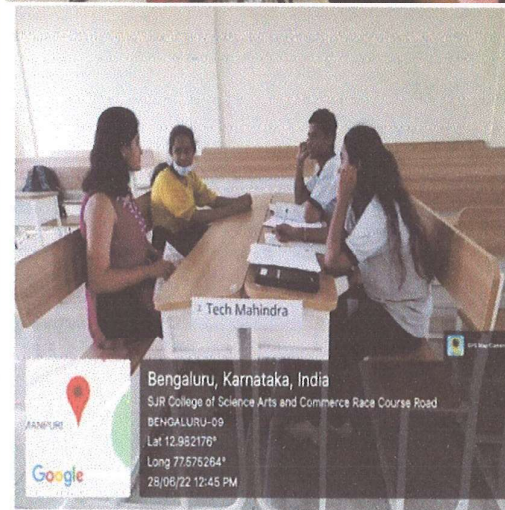 Tech Mahindra
Bengaluru, Karnataka, India
SJR College of Science Arts and Commerce Race Course Road
BENGALURU-09
Lat 12.982176°
Long 77.575264°
28/06/22 12:45 PM
Google